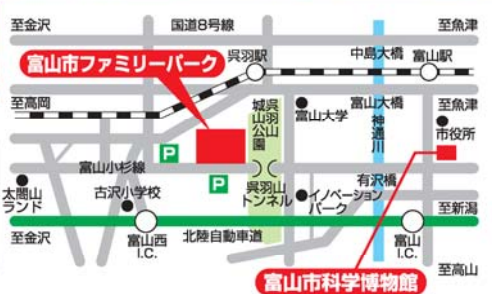 至金沢
国道8号線
至魚津
呉羽駅
中島大橋
富山駅
富山市ファミリーパーク
至高岡
城山公園
呉羽山
富山大学
富山大橋
至魚津
市役所
神通川
P
富山小杉線
P
有沢橋
太閤山
ランド
古沢小学校
呉羽山
トンネル
イノベーション
パーク
至新潟
至金沢
富山西
I.C.
北陸自動車道
富山
I.C.
至高山
富山市科学博物館